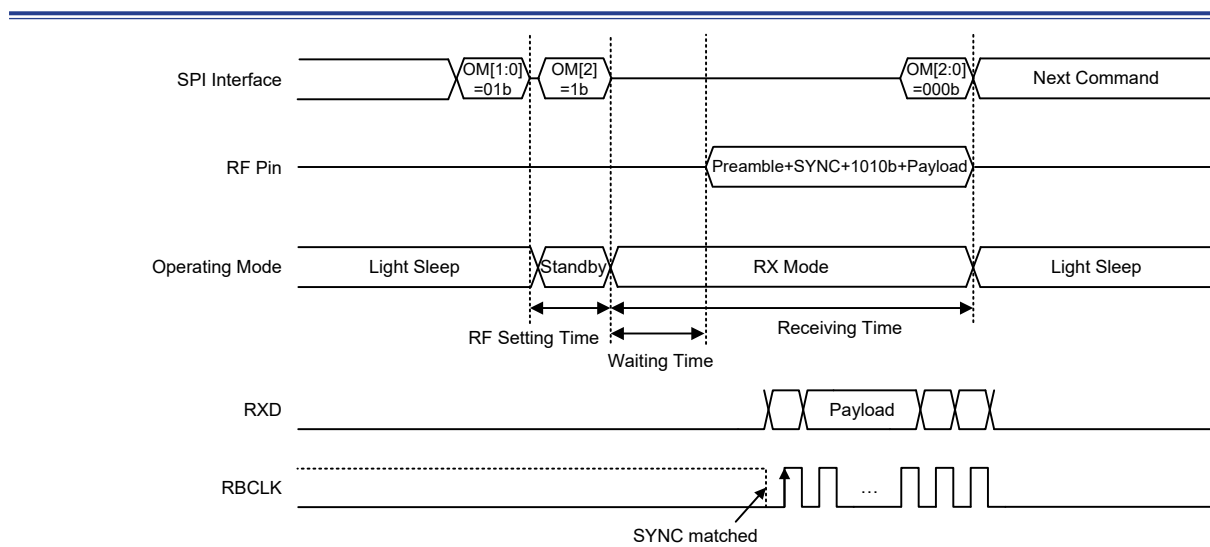 SPI Interface
OM[1:0]
=01b
OM[2]
=1b
OM[2:0]
=000b
Next Command
RF Pin
Preamble+SYNC+1010b+Payload
Operating Mode
Light Sleep
Standby
RX Mode
Light Sleep
RF Setting Time
Receiving Time
Waiting Time
RXD
Payload
RBCLK
...
SYNC matched